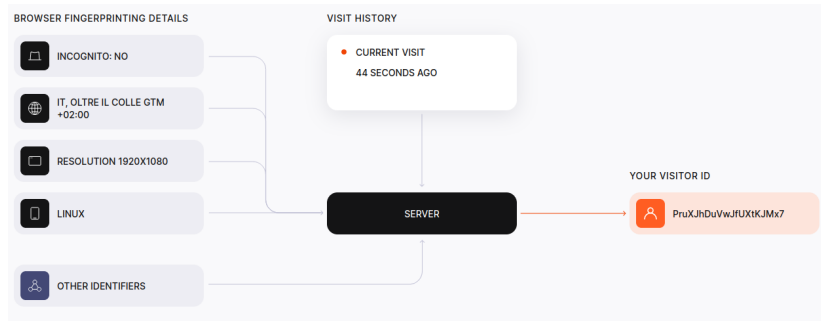 BROWSER FINGERPRINTING DETAILS
VISIT HISTORY
INCOGNITO: NO
CURRENT VISIT
44 SECONDS AGO
IT, OLTRE IL COLLE GTM
+02:00
RESOLUTION 1920X1080
YOUR VISITOR ID
LINUX
SERVER
PruXJhDuVwJfUXtKJMx7
OTHER IDENTIFIERS